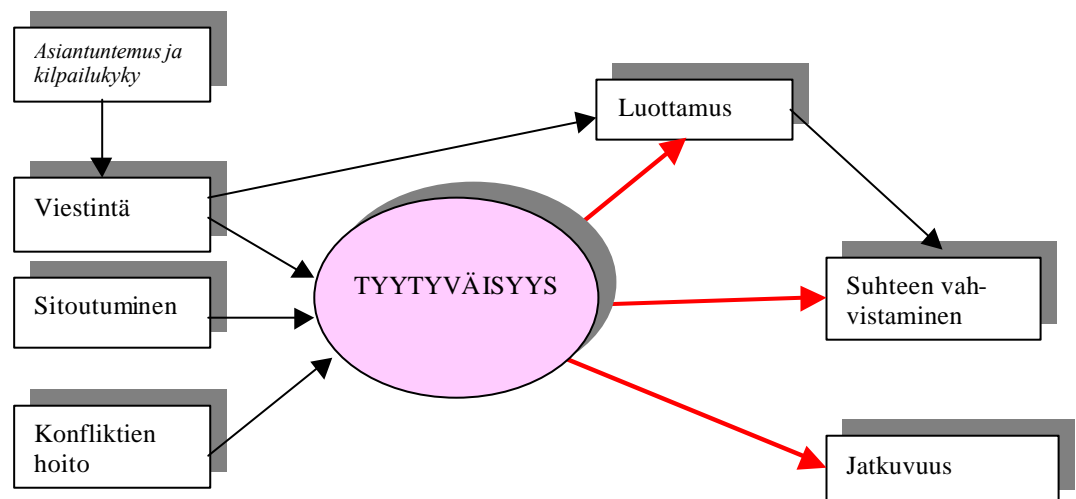 Asiantuntemus ja
kilpailukyky
Luottamus
Viestintä
TYYTYVÄISYYS
Sitoutuminen
Suhteen vah-
vistaminen
Konfliktien
hoito
Jatkuvuus